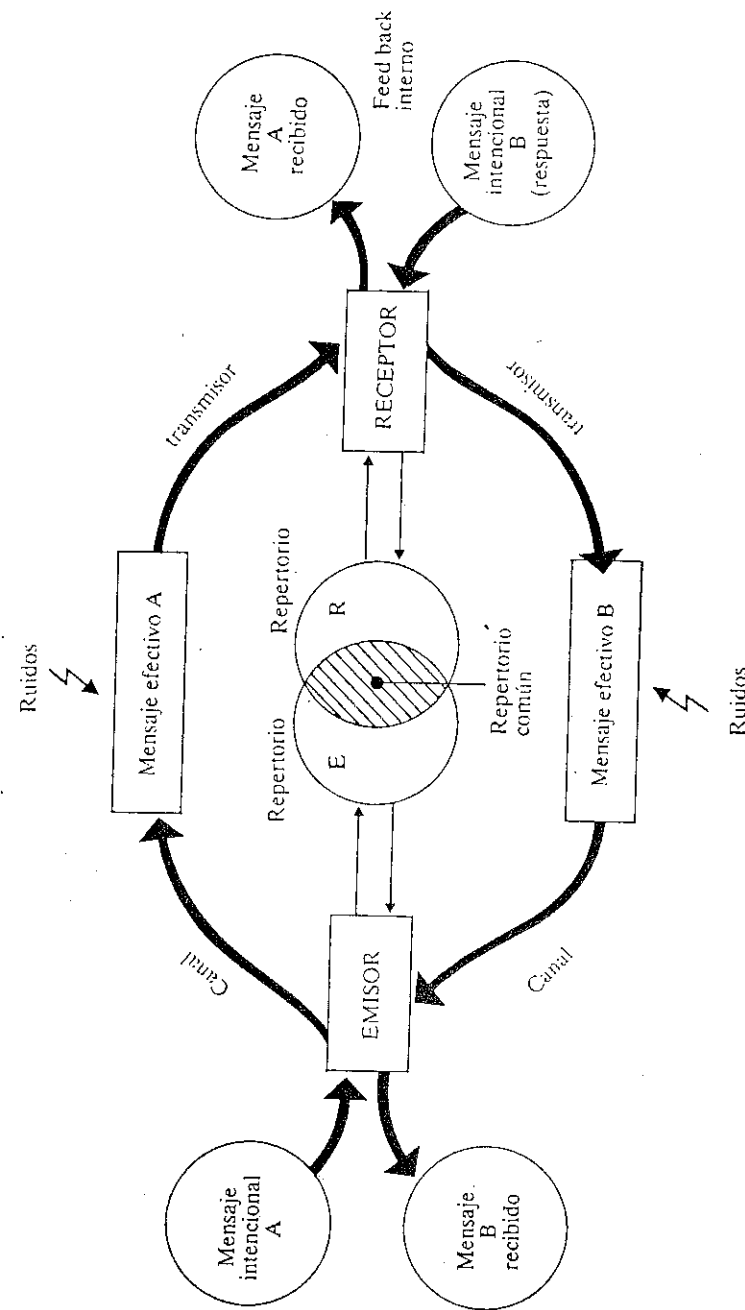 Ruidos
Mensaje efectivo A
Canal
transmisor
Mensaje
intencional
A
EMISOR
Repertorio
E
Repertorio
R
RECEPTOR
Mensaje
A
recibido
Feed back
interno
Mensaje.
B
recibido
Repertorio
común
Mensaje
intencional
B
(respuesta)
Canal
transmisor
Mensaje efectivo B
Ruidos